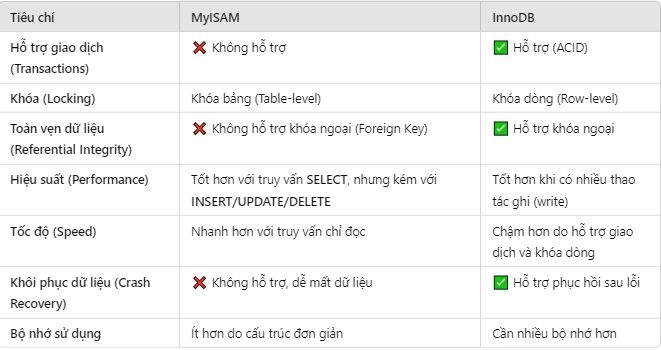 Tiêu chí MyISAM InnoDB
Hỗ trợ giao dịch (Transactions) ❌ Không hỗ trợ ✅ Hỗ trợ (ACID)
Khóa (Locking) Khóa bảng (Table-level) Khóa dòng (Row-level)
Toàn vẹn dữ liệu (Referential Integrity) ❌ Không hỗ trợ khóa ngoại (Foreign Key) ✅ Hỗ trợ khóa ngoại
Hiệu suất (Performance) Tốt hơn với truy vấn SELECT, nhưng kém với INSERT/UPDATE/DELETE Tốt hơn khi có nhiều thao tác ghi (write)
Tốc độ (Speed) Nhanh hơn với truy vấn chỉ đọc Chậm hơn do hỗ trợ giao dịch và khóa dòng
Khôi phục dữ liệu (Crash Recovery) ❌ Không hỗ trợ, dễ mất dữ liệu ✅ Hỗ trợ phục hồi sau lỗi
Bộ nhớ sử dụng Ít hơn do cấu trúc đơn giản Cần nhiều bộ nhớ hơn